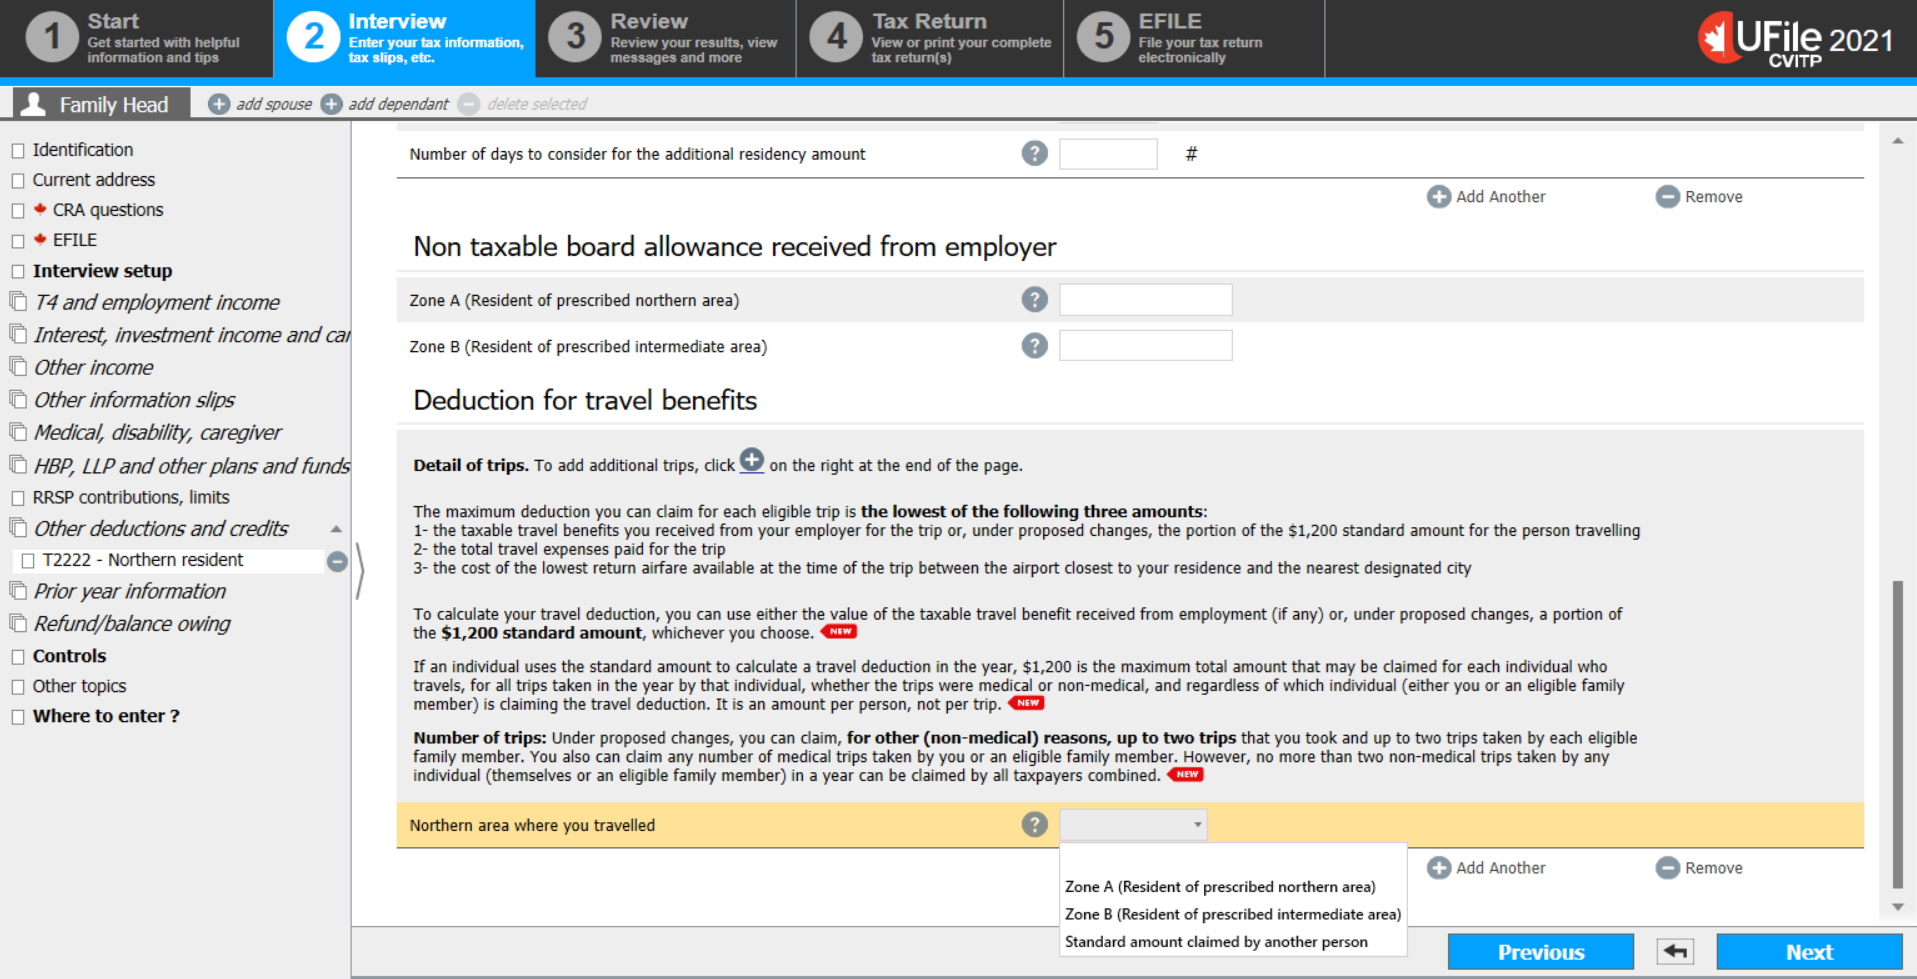 1 Start
Get started with helpful
information and tips
2 Interview
Enter your tax information,
tax slips, etc.
3 Review
Review your results, view
messages and more
4 Tax Return
View or print your complete
tax return(s)
5 EFILE
File your tax return
electronically
UFile 2021
CVITP
Family Head
add spouse
add dependant
delete selected
Identification
Current address
CRA questions
EFILE
Interview setup
T4 and employment income
Interest, investment income and car
Other income
Other information slips
Medical, disability, caregiver
HBP, LLP and other plans and funds
RRSP contributions, limits
Other deductions and credits
T2222 - Northern resident
Prior year information
Refund/balance owing
Controls
Other topics
Where to enter ?
Number of days to consider for the additional residency amount ? #
Add Another Remove
Non taxable board allowance received from employer
Zone A (Resident of prescribed northern area) ?
Zone B (Resident of prescribed intermediate area) ?
Deduction for travel benefits
Detail of trips. To add additional trips, click + on the right at the end of the page.
The maximum deduction you can claim for each eligible trip is the lowest of the following three amounts:
1- the taxable travel benefits you received from your employer for the trip or, under proposed changes, the portion of the $1,200 standard amount for the person travelling
2- the total travel expenses paid for the trip
3- the cost of the lowest return airfare available at the time of the trip between the airport closest to your residence and the nearest designated city
To calculate your travel deduction, you can use either the value of the taxable travel benefit received from employment (if any) or, under proposed changes, a portion of
the $1,200 standard amount, whichever you choose. NEW
If an individual uses the standard amount to calculate a travel deduction in the year, $1,200 is the maximum total amount that may be claimed for each individual who
travels, for all trips taken in the year by that individual, whether the trips were medical or non-medical, and regardless of which individual (either you or an eligible family
member) is claiming the travel deduction. It is an amount per person, not per trip. NEW
Number of trips: Under proposed changes, you can claim, for other (non-medical) reasons, up to two trips that you took and up to two trips taken by each eligible
family member. You also can claim any number of medical trips taken by you or an eligible family member. However, no more than two non-medical trips taken by any
individual (themselves or an eligible family member) in a year can be claimed by all taxpayers combined. NEW
Northern area where you travelled ?
Add Another Remove
Zone A (Resident of prescribed northern area)
Zone B (Resident of prescribed intermediate area)
Standard amount claimed by another person
Previous Next